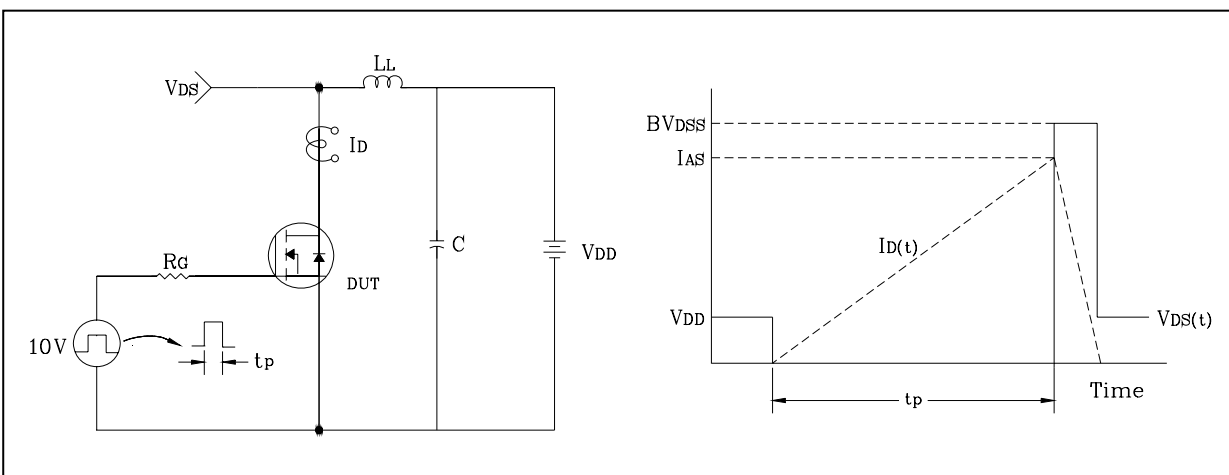 VDS
LL
ID
RG
DUT
C
VDD
10V
tp
BVDSS
IAS
ID(t)
VDD
VDS(t)
tp
Time